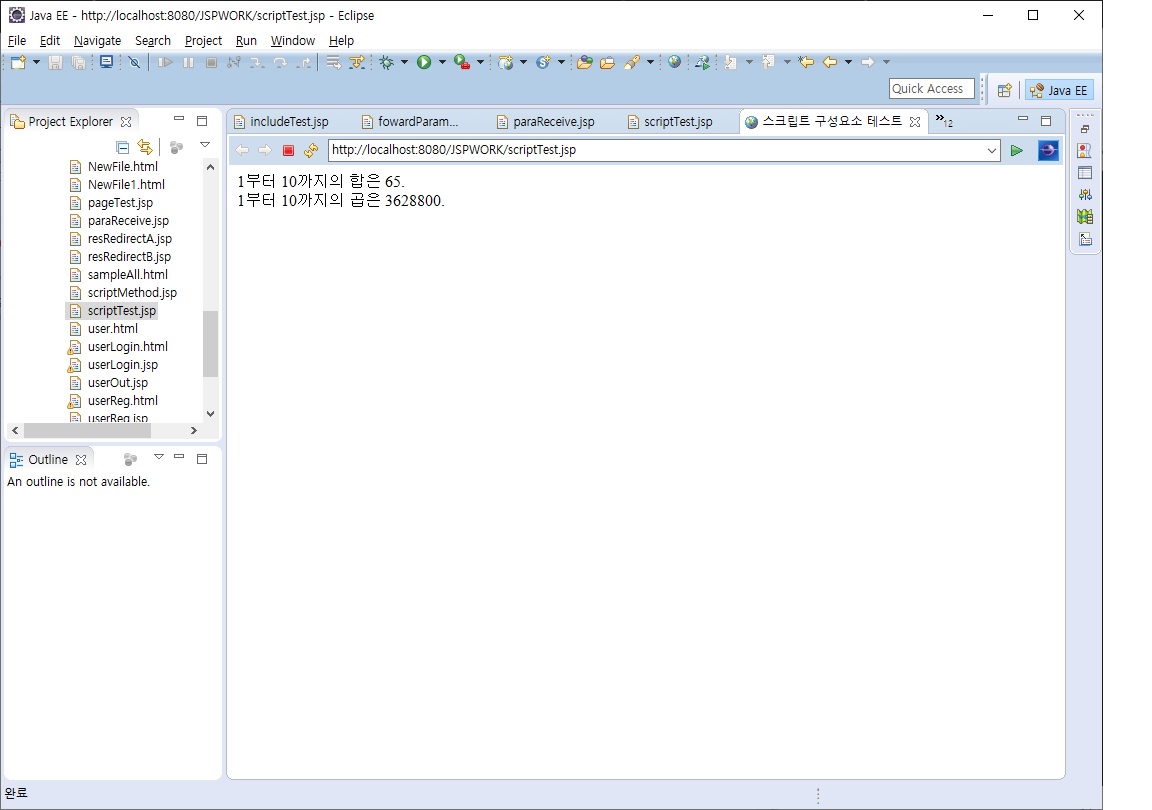 Java EE - http://localhost:8080/JSPWORK/scriptTest.jsp - Eclipse
File Edit Navigate Search Project Run Window Help
Quick Access
Java EE
Project Explorer
NewFile.html
NewFile1.html
pageTest.jsp
paraReceive.jsp
resRedirectA.jsp
resRedirectB.jsp
sampleAll.html
scriptMethod.jsp
scriptTest.jsp
user.html
userLogin.html
userLogin.jsp
userOut.jsp
userReg.html
userReg.jsp
Outline
An outline is not available.
includeTest.jsp fowardParam... paraReceive.jsp scriptTest.jsp 스크립트 구성요소 테스트 »12
http://localhost:8080/JSPWORK/scriptTest.jsp
1부터 10까지의 합은 65.
1부터 10까지의 곱은 3628800.
완료